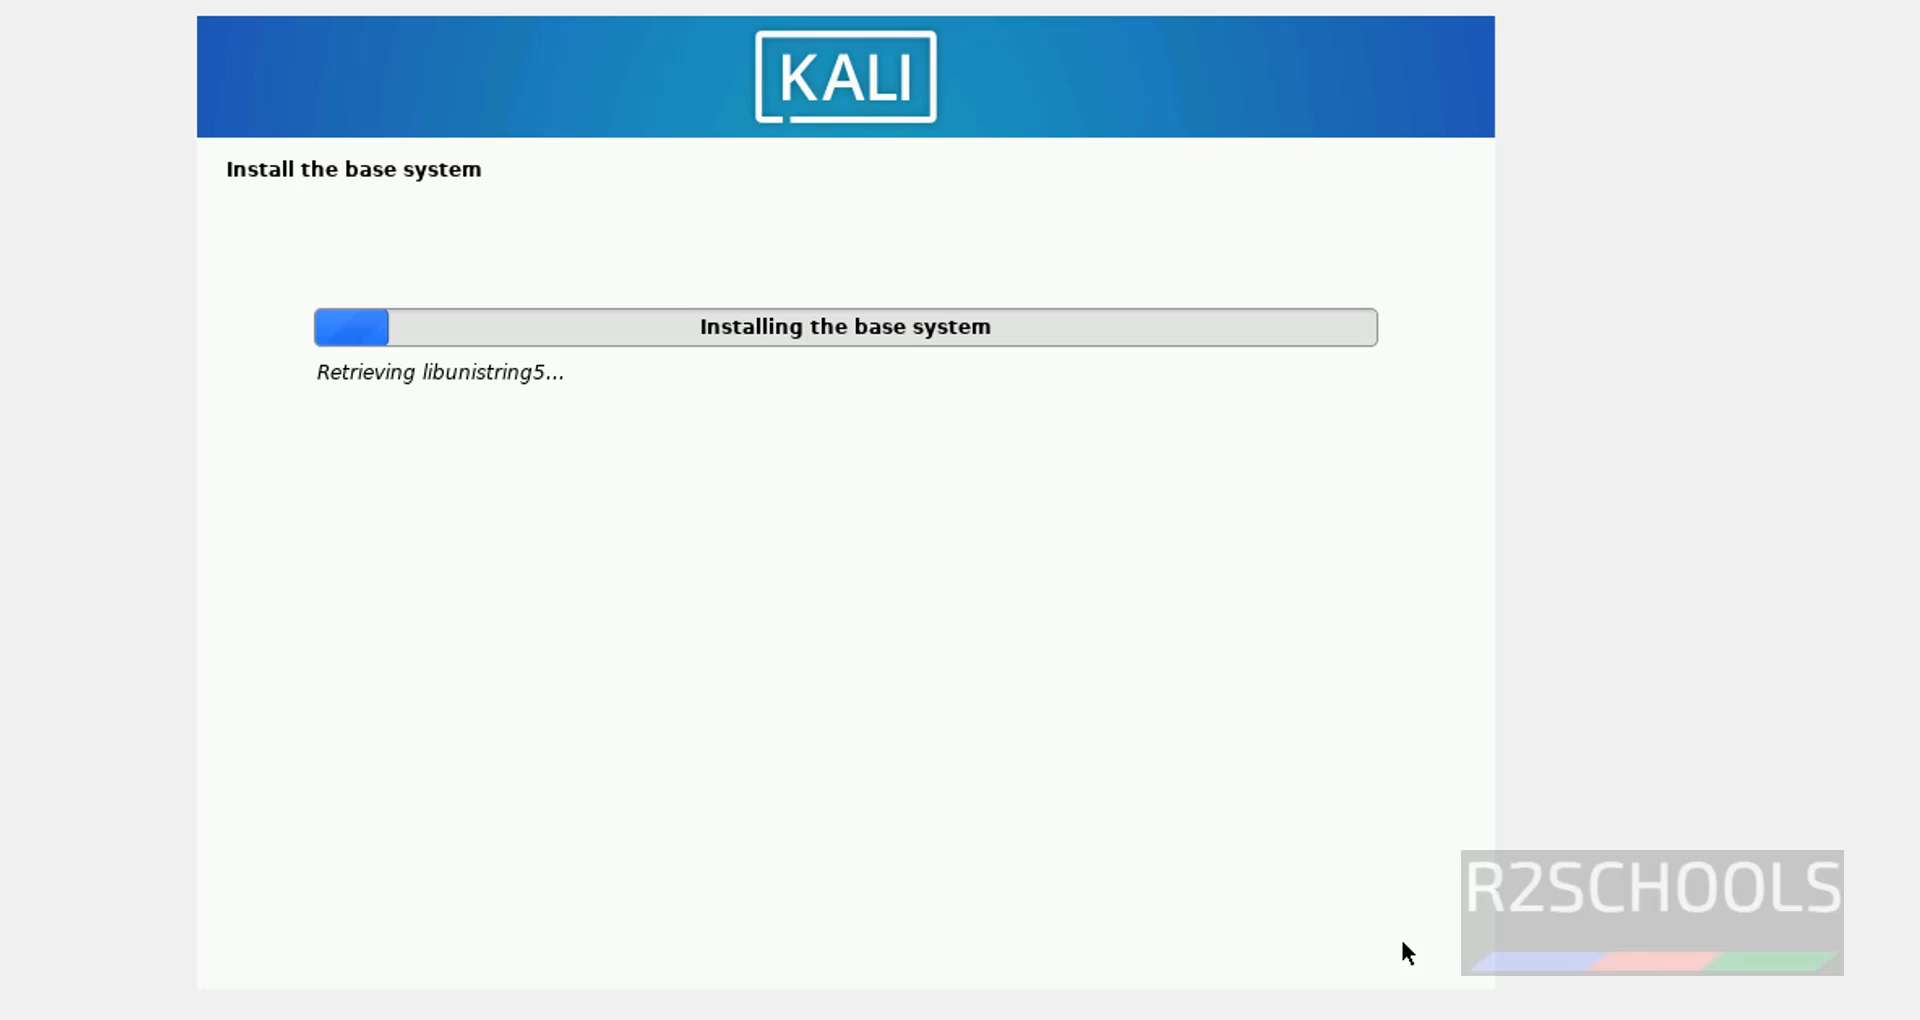 KALI
Install the base system
Installing the base system
Retrieving libunistring5...
R2SCHOOLS